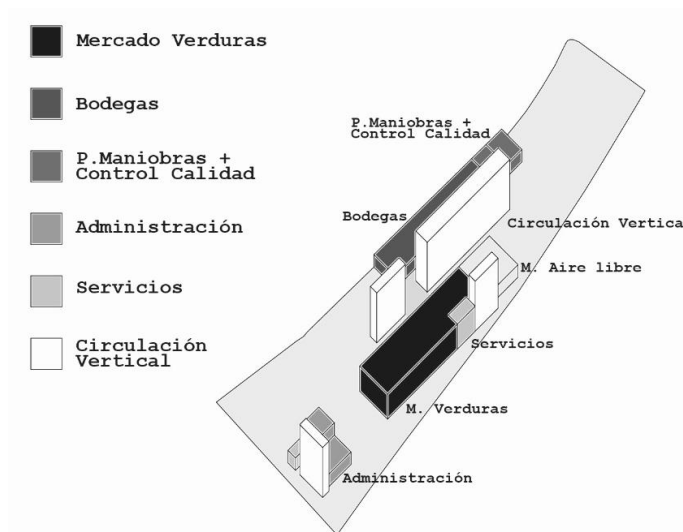 Mercado Verduras
Bodegas
P.Maniobras +
Control Calidad
Administración
Servicios
Circulación
Vertical
P.Maniobras +
Control Calidad
Bodegas
Circulación Vertica
M. Aire libre
Servicios
M. Verduras
Administración